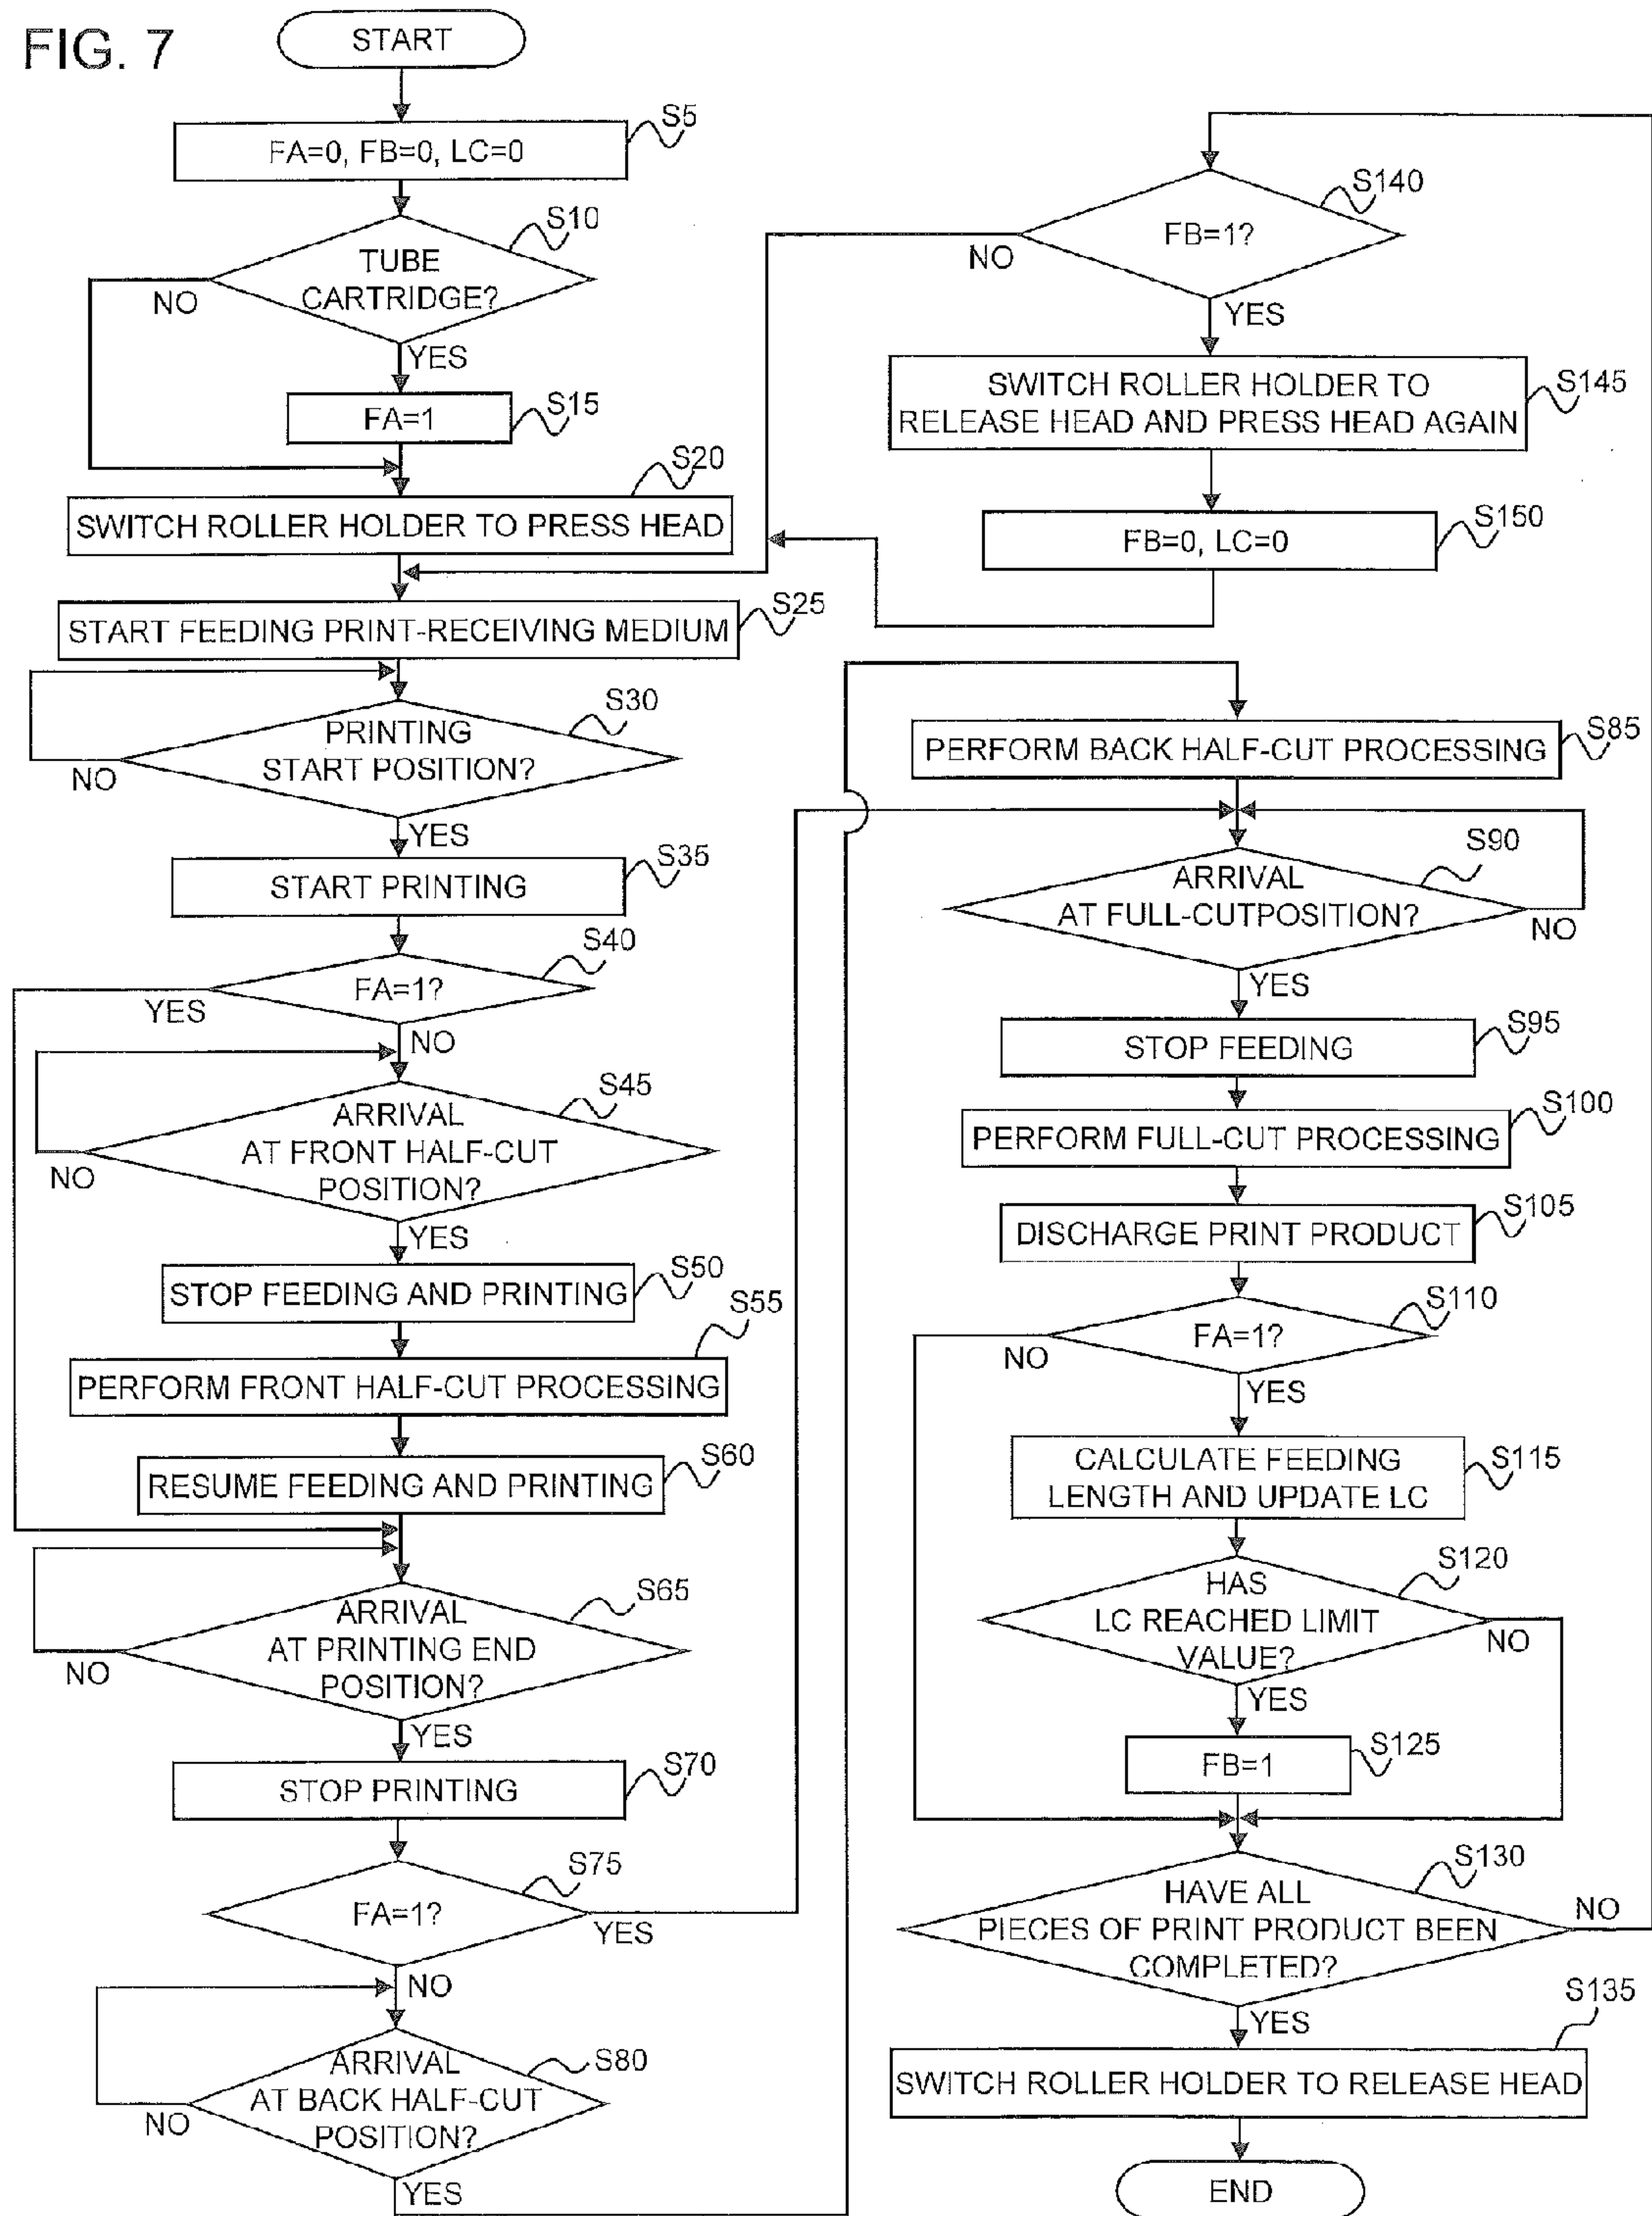 FIG. 7
START
S5
FA=0, FB=0, LC=0
S10
TUBE
CARTRIDGE?
NO
YES
S15
FA=1
S20
SWITCH ROLLER HOLDER TO PRESS HEAD
S25
START FEEDING PRINT-RECEIVING MEDIUM
S30
PRINTING
START POSITION?
NO
YES
S35
START PRINTING
S40
FA=1?
YES
NO
S45
ARRIVAL
AT FRONT HALF-CUT
POSITION?
NO
YES
S50
STOP FEEDING AND PRINTING
S55
PERFORM FRONT HALF-CUT PROCESSING
S60
RESUME FEEDING AND PRINTING
S65
ARRIVAL
AT PRINTING END
POSITION?
NO
YES
S70
STOP PRINTING
S75
FA=1?
YES
NO
S80
ARRIVAL
AT BACK HALF-CUT
POSITION?
NO
YES
S140
FB=1?
NO
YES
S145
SWITCH ROLLER HOLDER TO
RELEASE HEAD AND PRESS HEAD AGAIN
S150
FB=0, LC=0
S85
PERFORM BACK HALF-CUT PROCESSING
S90
ARRIVAL
AT FULL-CUTPOSITION?
NO
YES
S95
STOP FEEDING
S100
PERFORM FULL-CUT PROCESSING
S105
DISCHARGE PRINT PRODUCT
S110
FA=1?
NO
YES
S115
CALCULATE FEEDING
LENGTH AND UPDATE LC
S120
HAS
LC REACHED LIMIT
VALUE?
NO
YES
S125
FB=1
S130
HAVE ALL
PIECES OF PRINT PRODUCT BEEN
COMPLETED?
NO
YES
S135
SWITCH ROLLER HOLDER TO RELEASE HEAD
END